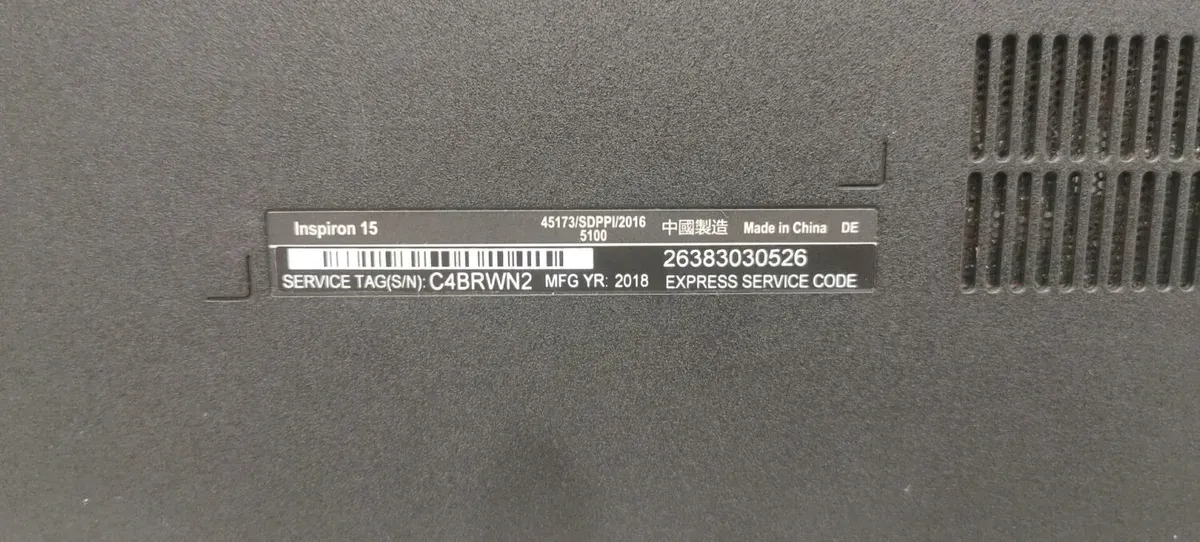 Inspiron 15
45173/SDPPI/2016
5100
中國製造 Made in China DE
26383030526
SERVICE TAG(S/N): C4BRWN2 MFG YR: 2018 EXPRESS SERVICE CODE